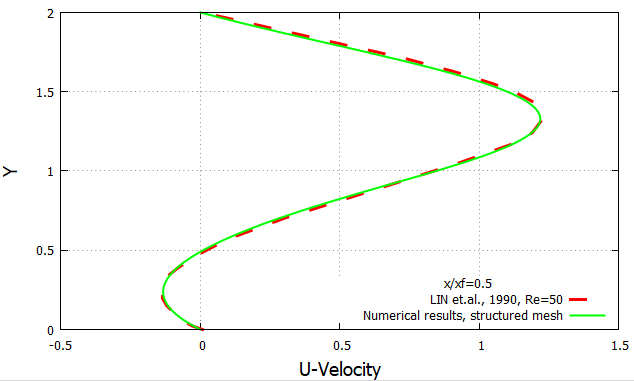 2
1.5
1
0.5
0
Y
-0.5
0
0.5
1
1.5
U-Velocity
x/xf=0.5
LIN et.al., 1990, Re=50
Numerical results, structured mesh